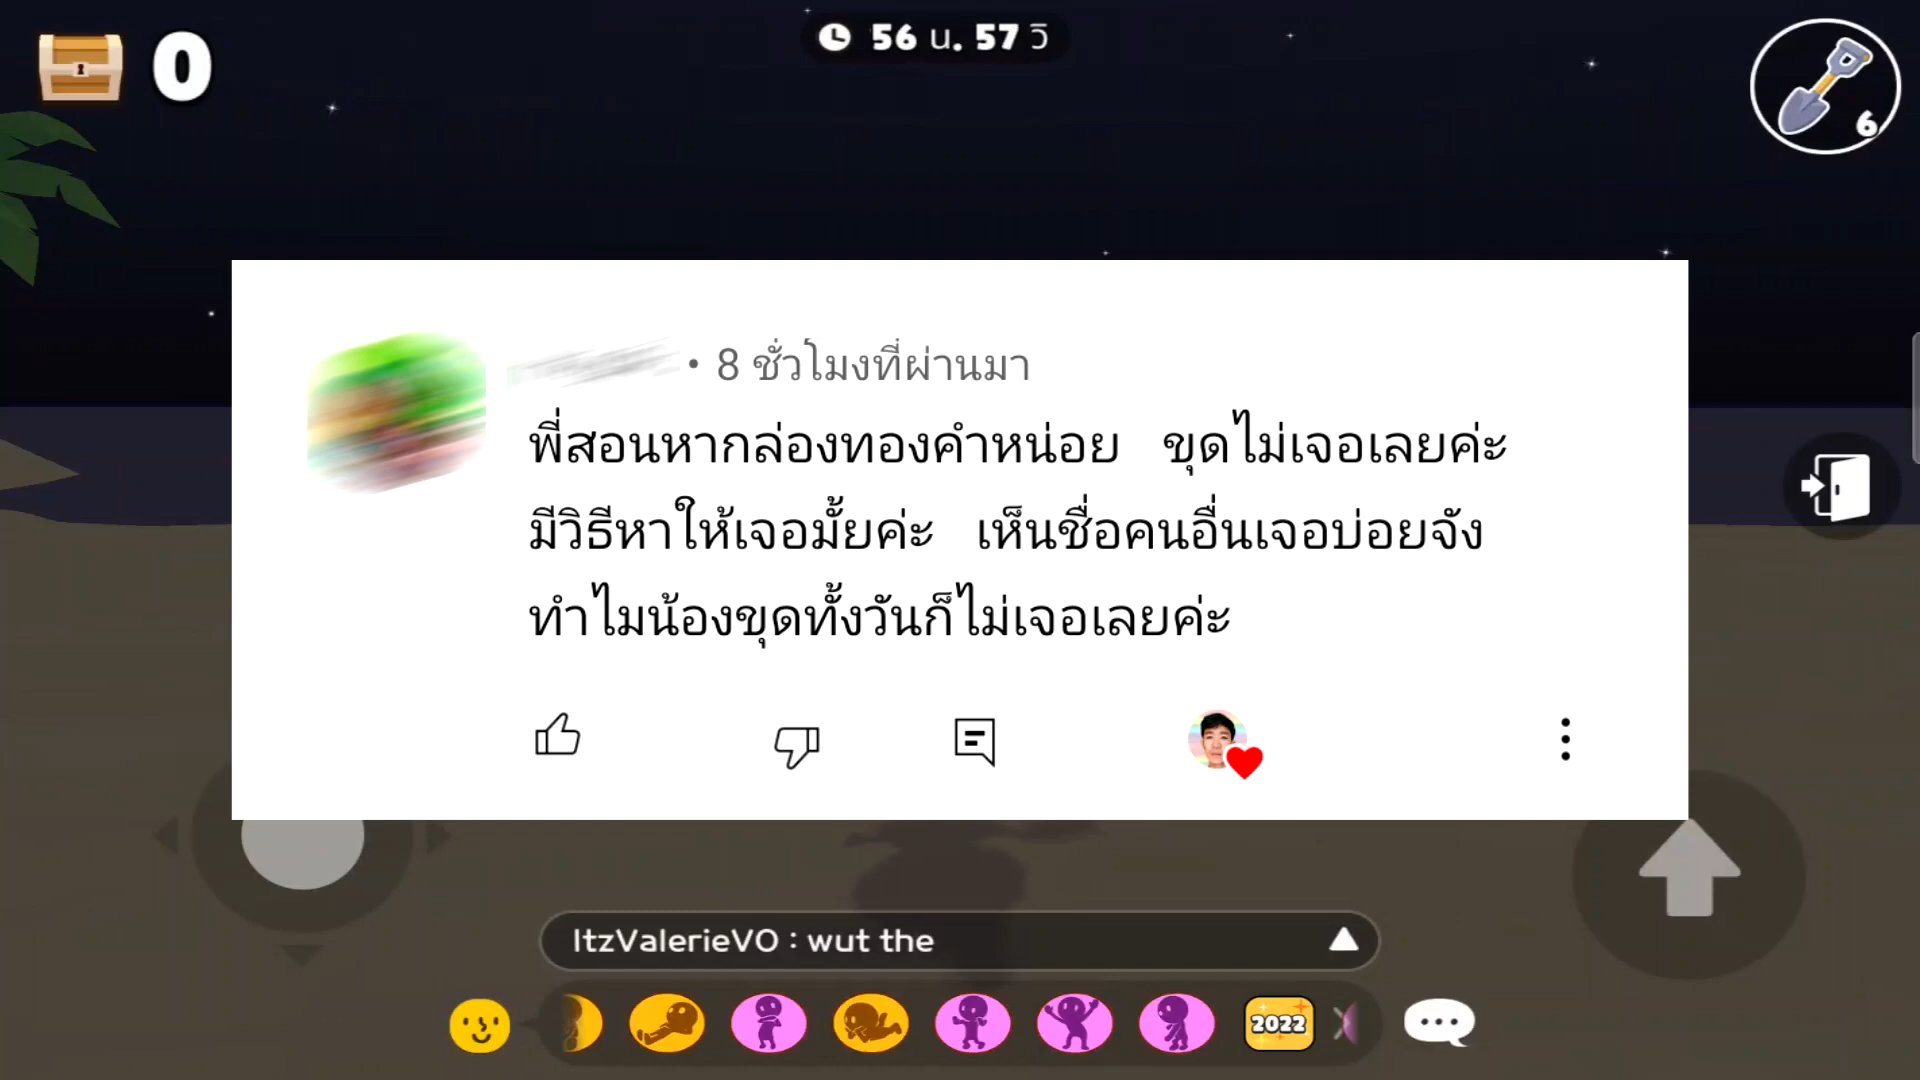 0
56 น. 57 วิ
6
• 8 ชั่วโมงที่ผ่านมา
พี่สอนหากล่องทองคำหน่อย ขุดไม่เจอเลยค่ะ
มีวิธีหาให้เจอมั้ยค่ะ เห็นชื่อคนอื่นเจอบ่อยจัง
ทำไมน้องขุดทั้งวันก็ไม่เจอเลยค่ะ
ItzValerieVO : wut the
2022